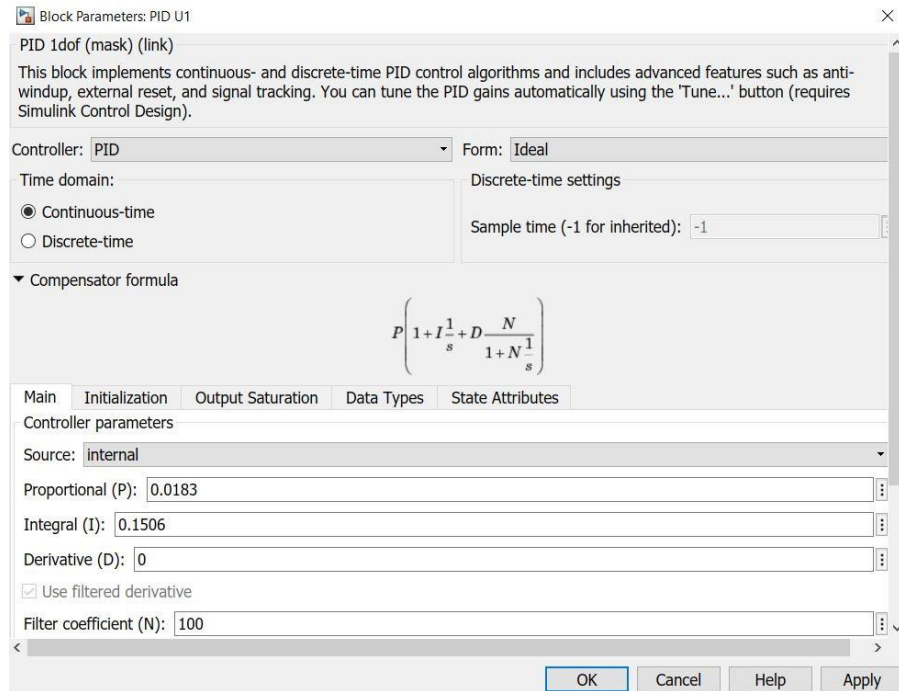 Block Parameters: PID U1
PID 1dof (mask) (link)
This block implements continuous- and discrete-time PID control algorithms and includes advanced features such as anti-
windup, external reset, and signal tracking. You can tune the PID gains automatically using the 'Tune...' button (requires
Simulink Control Design).
Controller: PID Form: Ideal
Time domain: Discrete-time settings
Continuous-time
Sample time (-1 for inherited): -1
Discrete-time
Compensator formula
P(1+I 1/s + D N/(1+N 1/s))
Main Initialization Output Saturation Data Types State Attributes
Controller parameters
Source: internal
Proportional (P): 0.0183
Integral (I): 0.1506
Derivative (D): 0
Use filtered derivative
Filter coefficient (N): 100
OK Cancel Help Apply